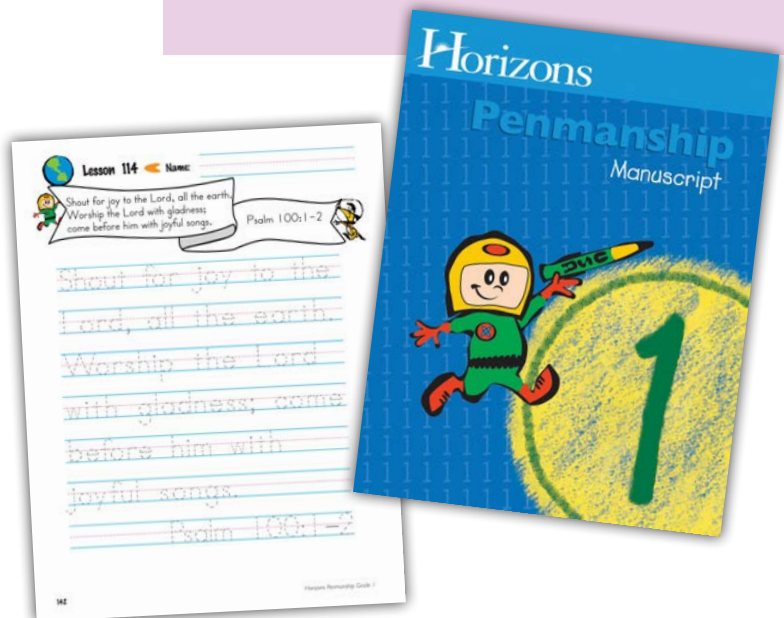 Lesson 114 Name:
Shout for joy to the Lord, all the earth.
Worship the Lord with gladness;
come before him with joyful songs.
Psalm 100:1-2
Shout for joy to the
Lord, all the earth.
Worship the Lord
with gladness; come
before him with
joyful songs.
Psalm 100:1-2
142
Horizons Penmanship Grade 1
Horizons
Penmanship
Manuscript
1